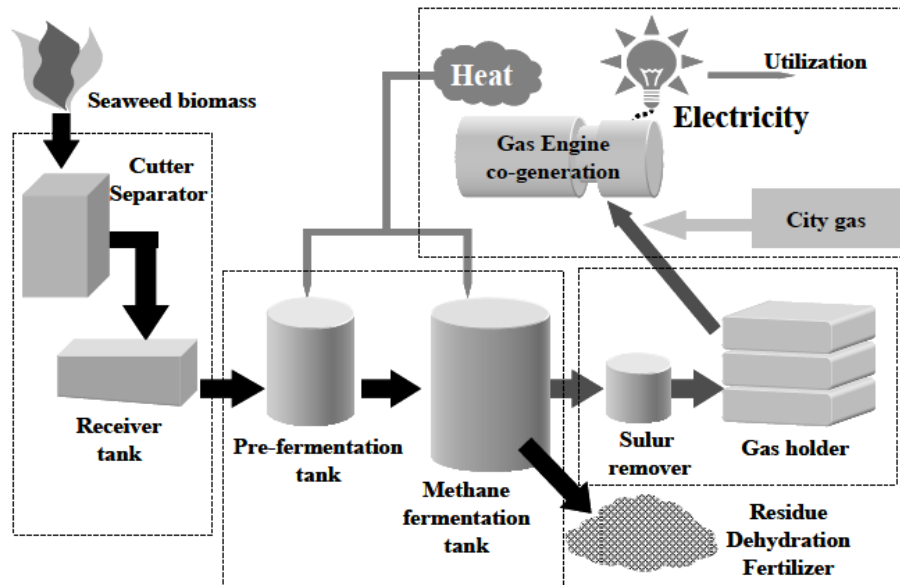 Seaweed biomass
Cutter
Separator
Receiver
tank
Pre-fermentation
tank
Methane
fermentation
tank
Heat
Gas Engine
co-generation
Electricity
Utilization
City gas
Sulur
remover
Gas holder
Residue
Dehydration
Fertilizer